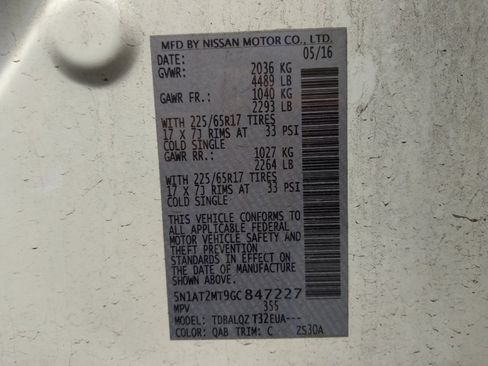 MFD BY NISSAN MOTOR CO., LTD.
DATE: 05/16
GVWR: 2036 KG
4489 LB
GAWR FR.: 1040 KG
2293 LB
WITH 225/65R17 TIRES
17 X 7J RIMS AT 33 PSI
COLD SINGLE
GAWR RR.: 1027 KG
2264 LB
WITH 225/65R17 TIRES
17 X 7J RIMS AT 33 PSI
COLD SINGLE
THIS VEHICLE CONFORMS TO
ALL APPLICABLE FEDERAL
MOTOR VEHICLE SAFETY AND
THEFT PREVENTION
STANDARDS IN EFFECT ON
THE DATE OF MANUFACTURE
SHOWN ABOVE.
5N1AT2MT9GC847227
MPV 355
MODEL: TDBALQZ T32EUA---
COLOR: QAB TRIM: C ZS30A